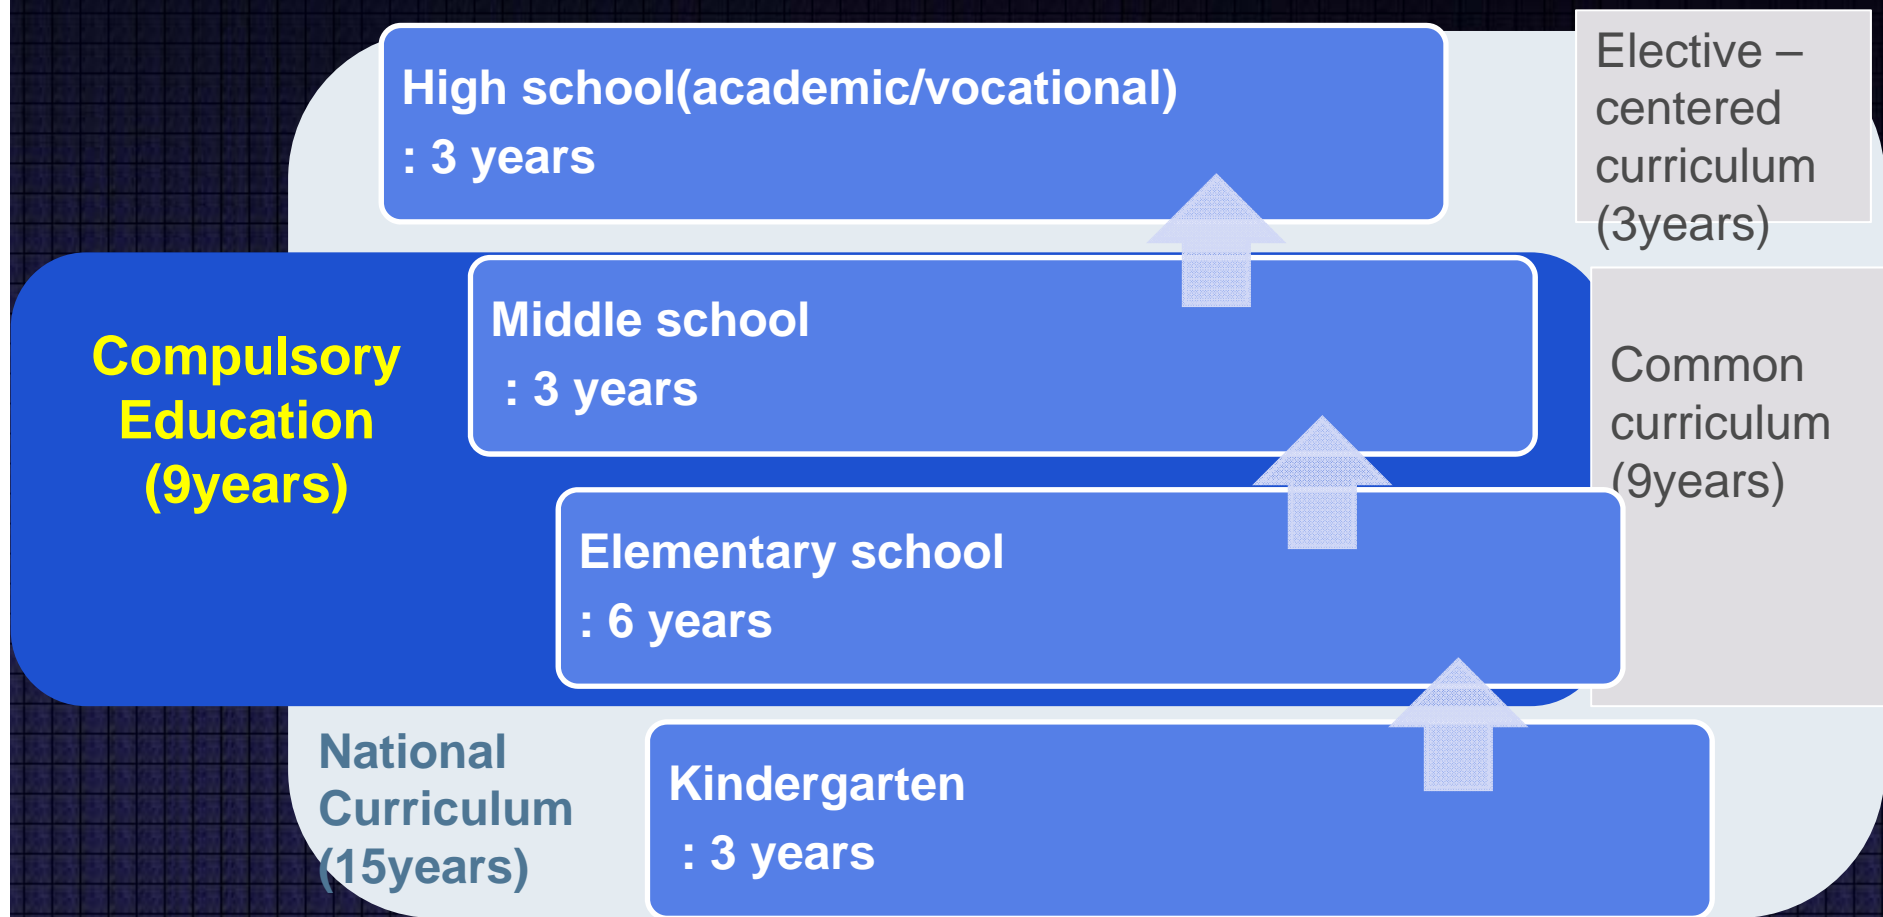 High school(academic/vocational)
: 3 years
Elective –
centered
curriculum
(3years)
Compulsory
Education
(9years)
Middle school
: 3 years
Common
curriculum
(9years)
Elementary school
: 6 years
National
Curriculum
(15years)
Kindergarten
: 3 years